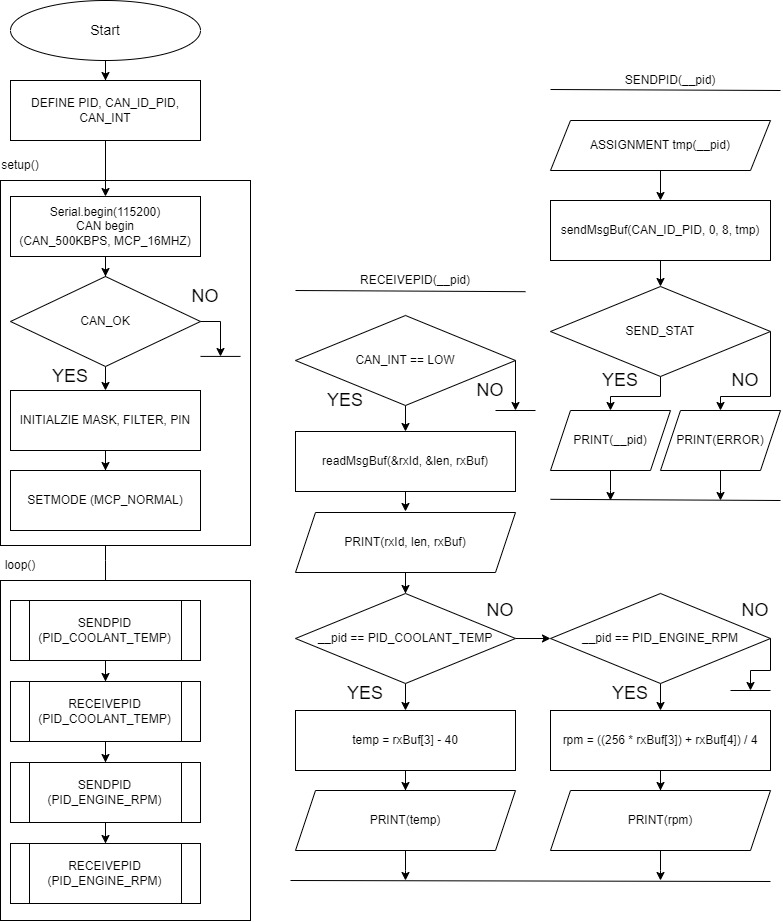 Start
DEFINE PID, CAN_ID_PID,
CAN_INT
setup()
Serial.begin(115200)
CAN begin
(CAN_500KBPS, MCP_16MHZ)
CAN_OK
NO
YES
INITIALZIE MASK, FILTER, PIN
SETMODE (MCP_NORMAL)
loop()
SENDPID
(PID_COOLANT_TEMP)
RECEIVEPID
(PID_COOLANT_TEMP)
SENDPID
(PID_ENGINE_RPM)
RECEIVEPID
(PID_ENGINE_RPM)
RECEIVEPID(__pid)
CAN_INT == LOW
NO
YES
readMsgBuf(&rxId, &len, rxBuf)
PRINT(rxId, len, rxBuf)
__pid == PID_COOLANT_TEMP
NO
YES
temp = rxBuf[3] - 40
PRINT(temp)
__pid == PID_ENGINE_RPM
NO
YES
rpm = ((256 * rxBuf[3]) + rxBuf[4]) / 4
PRINT(rpm)
SENDPID(__pid)
ASSIGNMENT tmp(__pid)
sendMsgBuf(CAN_ID_PID, 0, 8, tmp)
SEND_STAT
YES
NO
PRINT(__pid)
PRINT(ERROR)